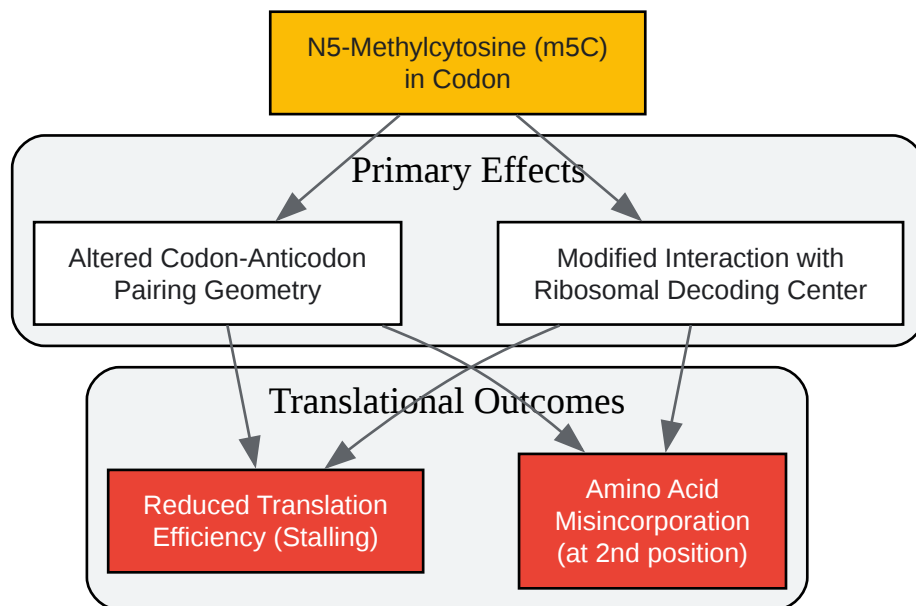 N5-Methylcytosine (m5C)
in Codon
Primary Effects
Altered Codon-Anticodon
Pairing Geometry
Modified Interaction with
Ribosomal Decoding Center
Translational Outcomes
Reduced Translation
Efficiency (Stalling)
Amino Acid
Misincorporation
(at 2nd position)